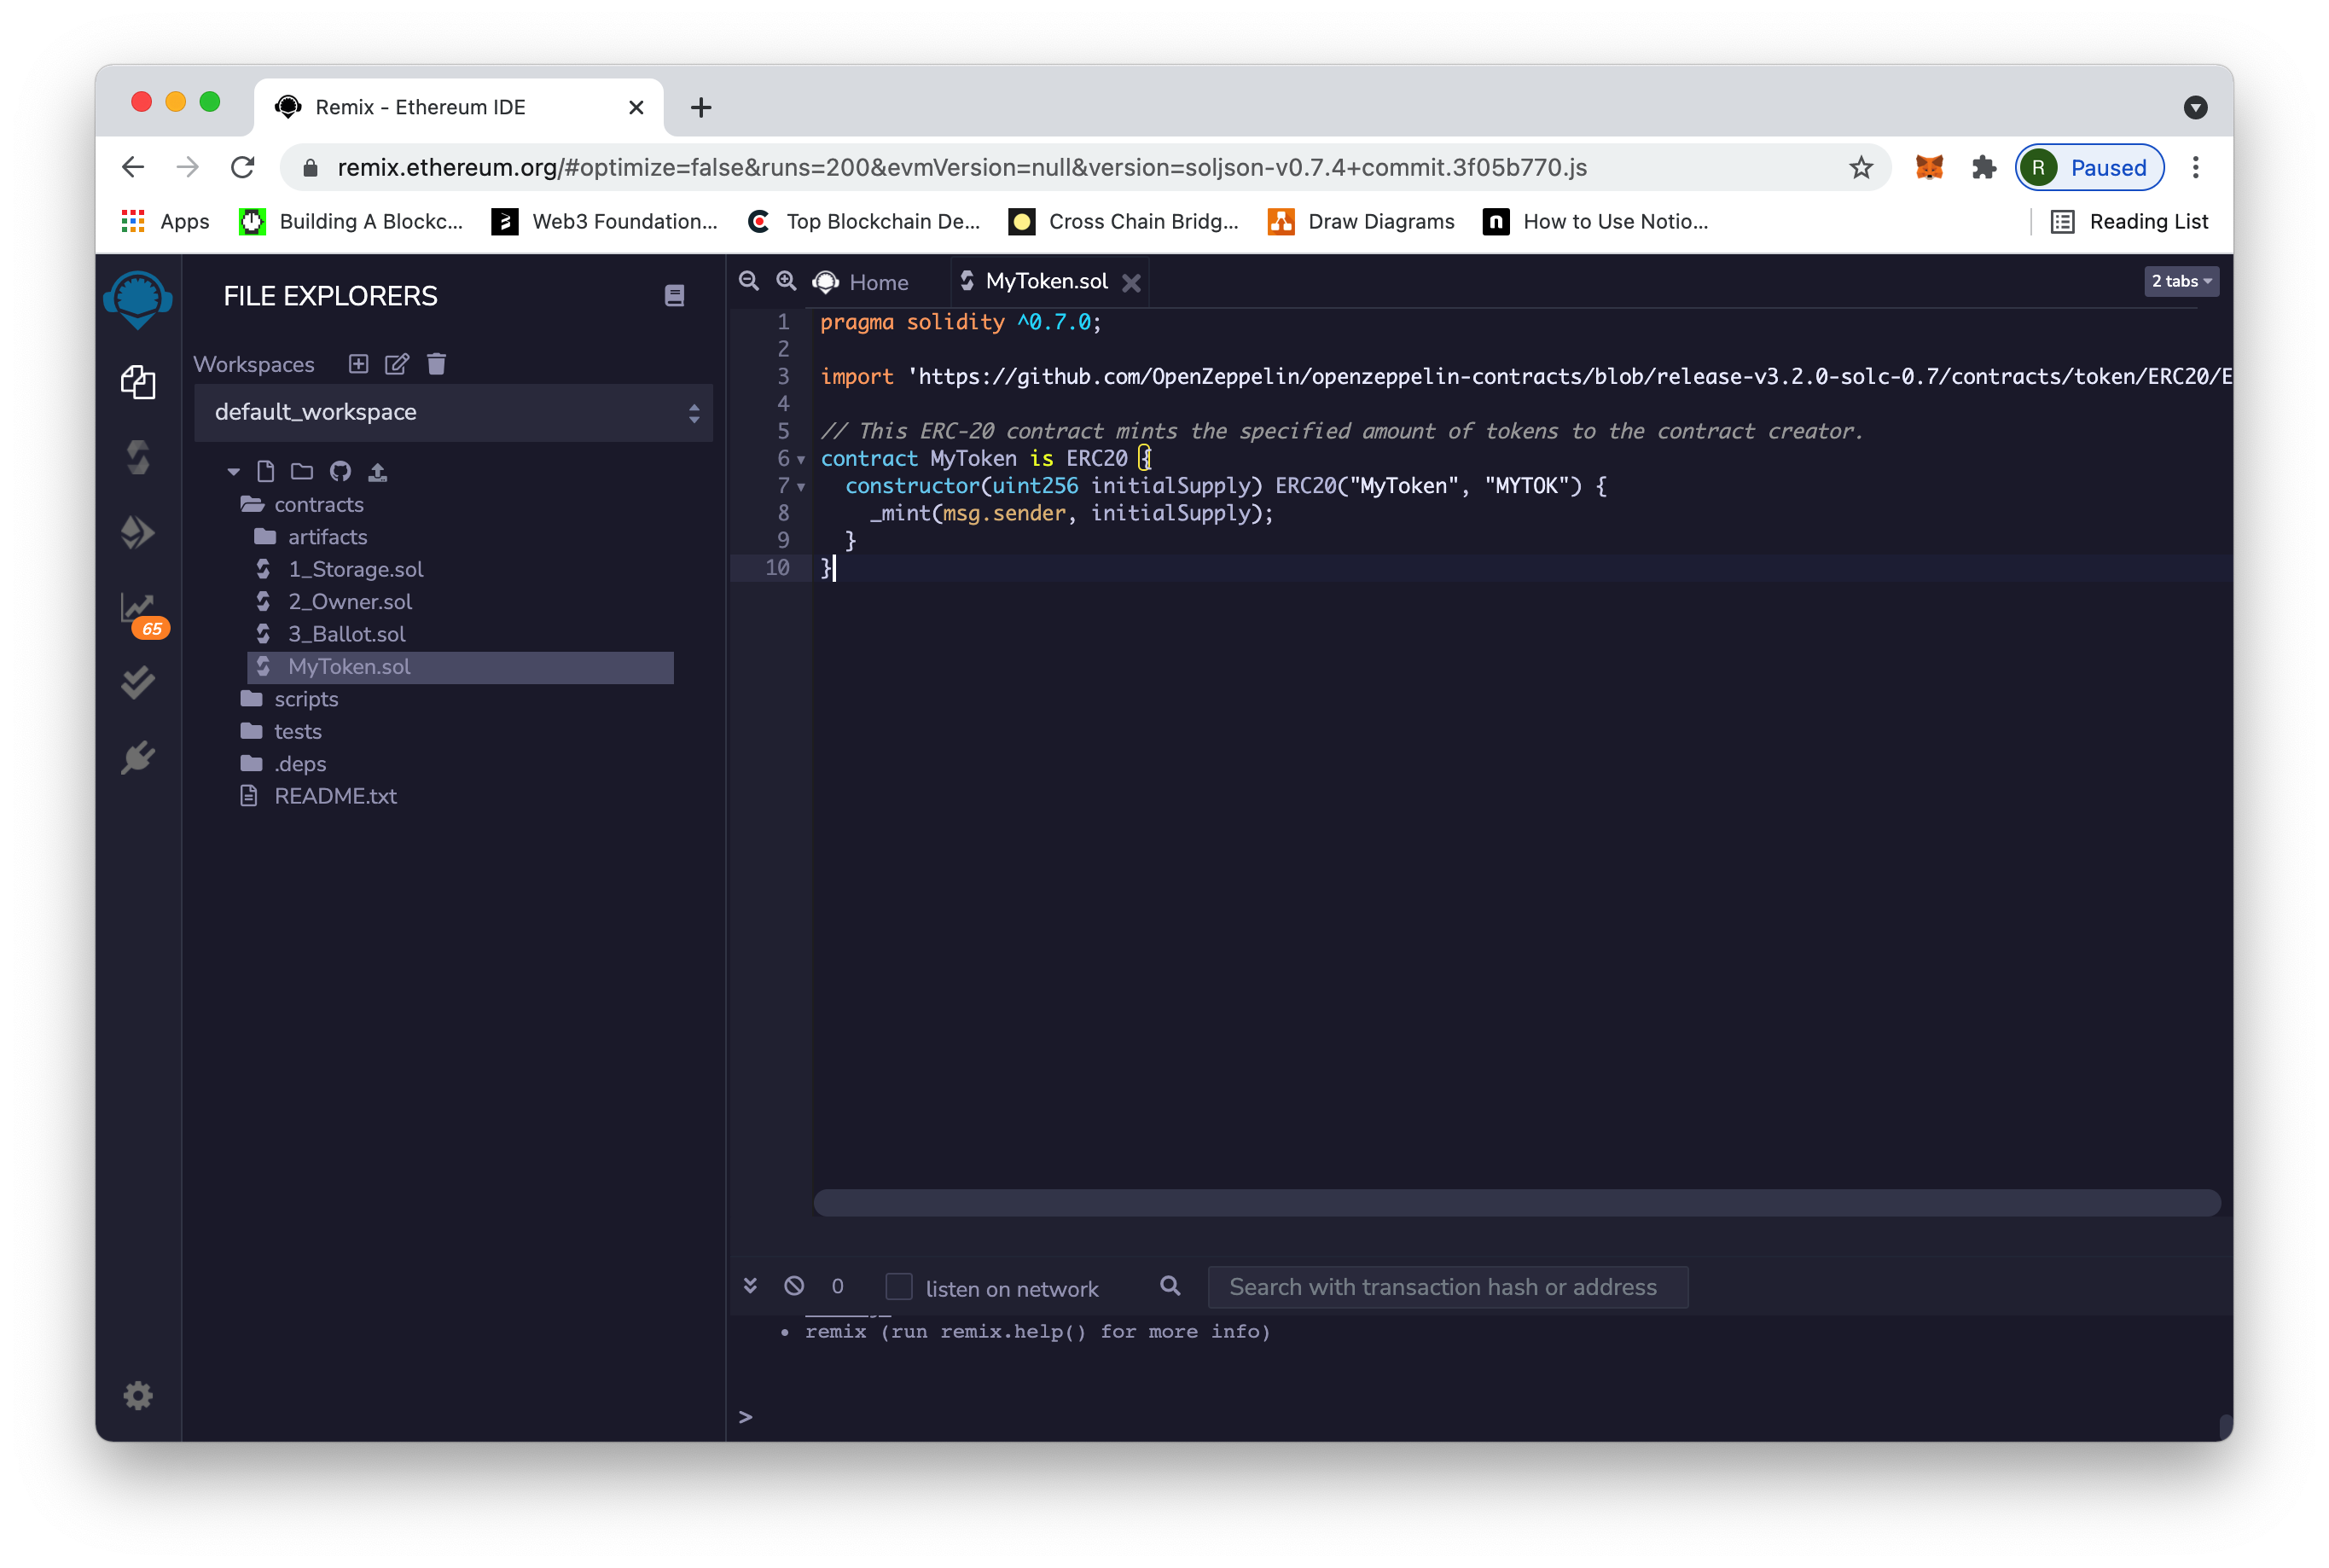 Remix - Ethereum IDE
remix.ethereum.org/#optimize=false&runs=200&evmVersion=null&version=soljson-v0.7.4+commit.3f05b770.js
R Paused
Apps Building A Blockc... Web3 Foundation... Top Blockchain De... Cross Chain Bridg... Draw Diagrams How to Use Notio... Reading List
FILE EXPLORERS
Workspaces
default_workspace
contracts
artifacts
1_Storage.sol
2_Owner.sol
3_Ballot.sol
MyToken.sol
scripts
tests
.deps
README.txt
65
Home MyToken.sol 2 tabs
1 pragma solidity ^0.7.0;
2
3 import 'https://github.com/OpenZeppelin/openzeppelin-contracts/blob/release-v3.2.0-solc-0.7/contracts/token/ERC20/E
4
5 // This ERC-20 contract mints the specified amount of tokens to the contract creator.
6 contract MyToken is ERC20 {
7 constructor(uint256 initialSupply) ERC20("MyToken", "MYTOK") {
8 _mint(msg.sender, initialSupply);
9 }
10 }
0 listen on network Search with transaction hash or address
• remix (run remix.help() for more info)
>